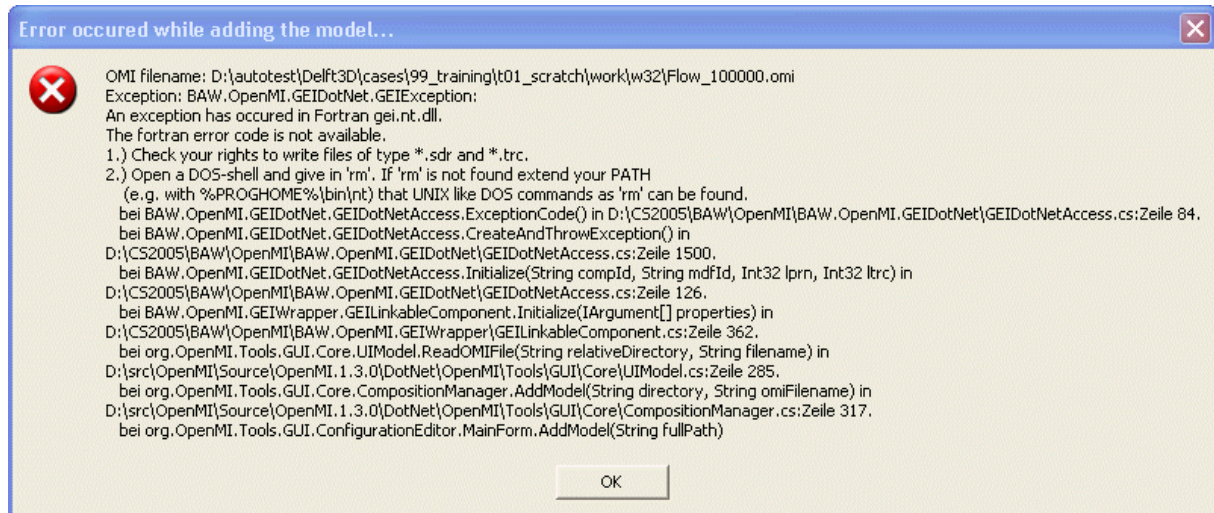 Error occured while adding the model...
OMI filename: D:\autotest\Delft3D\cases\99_training\t01_scratch\work\w32\Flow_100000.omi
Exception: BAW.OpenMI.GEIDotNet.GEIException:
An exception has occured in Fortran gei.nt.dll.
The fortran error code is not available.
1.) Check your rights to write files of type *.sdr and *.trc.
2.) Open a DOS-shell and give in 'rm'. If 'rm' is not found extend your PATH
(e.g. with %PROGHOME%\bin\nt) that UNIX like DOS commands as 'rm' can be found.
bei BAW.OpenMI.GEIDotNet.GEIDotNetAccess.ExceptionCode() in D:\CS2005\BAW\OpenMI\BAW.OpenMI.GEIDotNet\GEIDotNetAccess.cs:Zeile 84.
bei BAW.OpenMI.GEIDotNet.GEIDotNetAccess.CreateAndThrowException() in
D:\CS2005\BAW\OpenMI\BAW.OpenMI.GEIDotNet\GEIDotNetAccess.cs:Zeile 1500.
bei BAW.OpenMI.GEIDotNet.GEIDotNetAccess.Initialize(String compId, String mdfId, Int32 lprn, Int32 ltrc) in
D:\CS2005\BAW\OpenMI\BAW.OpenMI.GEIDotNet\GEIDotNetAccess.cs:Zeile 126.
bei BAW.OpenMI.GEIWrapper.GEILinkableComponent.Initialize(IArgument[] properties) in
D:\CS2005\BAW\OpenMI\BAW.OpenMI.GEIWrapper\GEILinkableComponent.cs:Zeile 362.
bei org.OpenMI.Tools.GUI.Core.UIModel.ReadOMIFile(String relativeDirectory, String filename) in
D:\src\OpenMI\Source\OpenMI.1.3.0\DotNet\OpenMI\Tools\GUI\Core\UIModel.cs:Zeile 285.
bei org.OpenMI.Tools.GUI.Core.CompositionManager.AddModel(String directory, String omiFilename) in
D:\src\OpenMI\Source\OpenMI.1.3.0\DotNet\OpenMI\Tools\GUI\Core\CompositionManager.cs:Zeile 317.
bei org.OpenMI.Tools.GUI.ConfigurationEditor.MainForm.AddModel(String fullPath)
OK